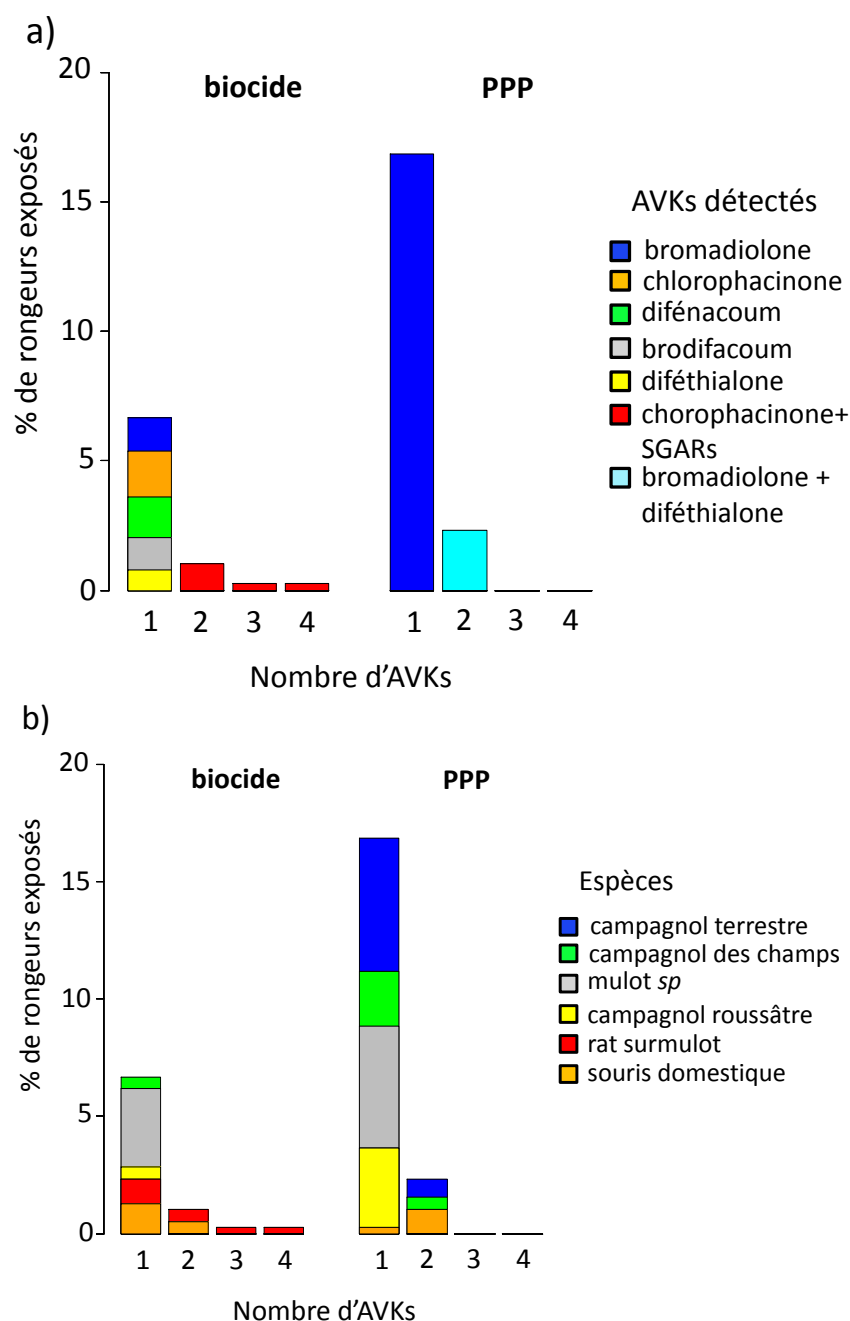 a)
20
15
10
5
0
% de rongeurs exposés
biocide
PPP
1 2 3 4
1 2 3 4
Nombre d'AVKs
AVKs détectés
bromadiolone
chlorophacinone
difénacoum
brodifacoum
diféthialone
chorophacinone+
SGARs
bromadiolone +
diféthialone
b)
20
15
10
5
0
% de rongeurs exposés
biocide
PPP
1 2 3 4
1 2 3 4
Nombre d'AVKs
Espèces
campagnol terrestre
campagnol des champs
mulot sp
campagnol roussâtre
rat surmulot
souris domestique